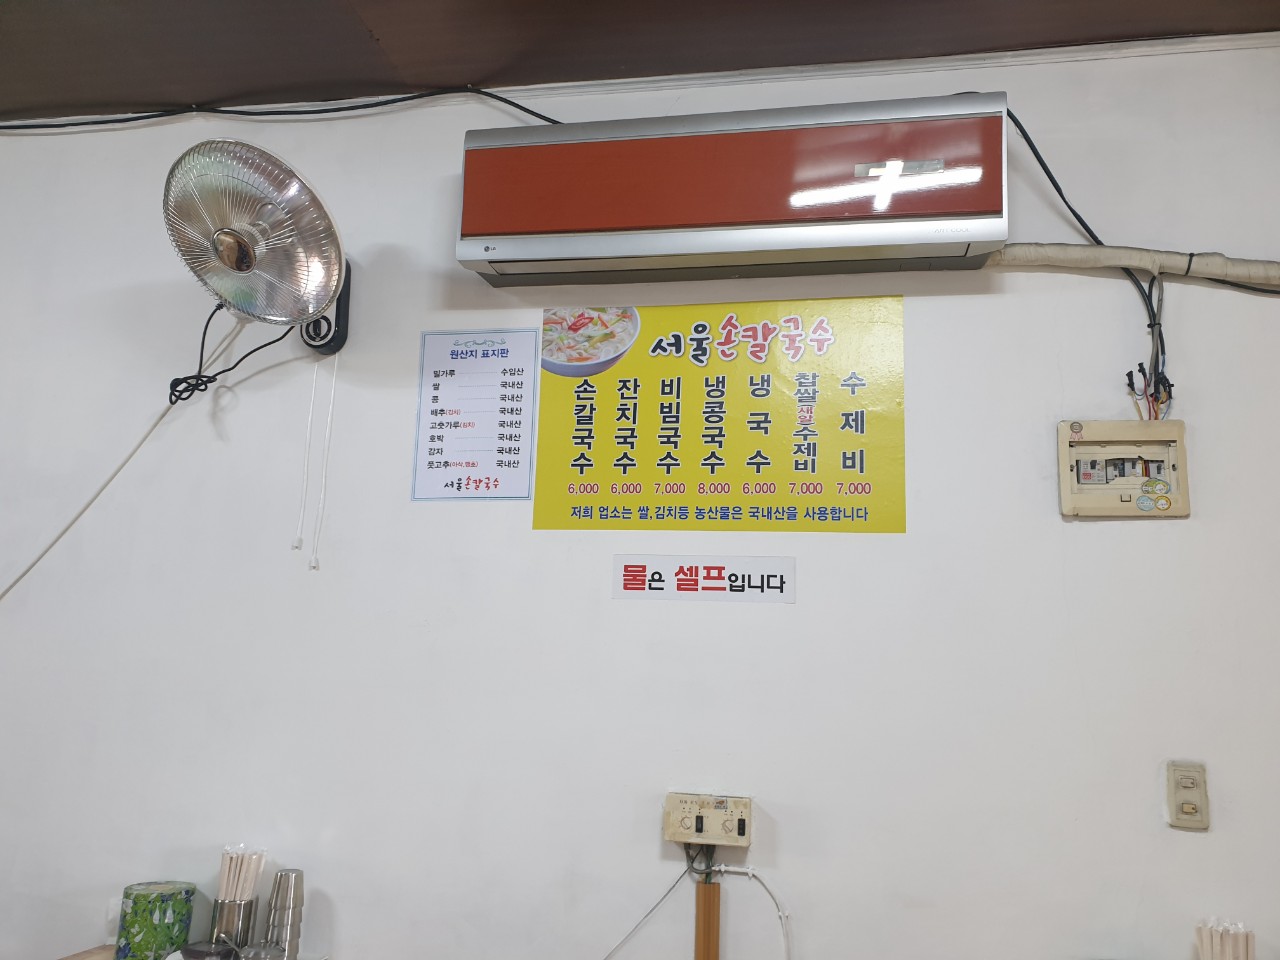 LG
원산지 표지판
밀가루 수입산
쌀 국내산
콩 국내산
배추(김치) 국내산
고춧가루(김치) 국내산
호박 국내산
감자 국내산
풋고추 국내산
서울 손칼국수
서울 손칼국수
손칼국수 6,000
잔치국수 6,000
비빔국수 7,000
냉콩국수 8,000
냉국수 6,000
찹쌀새알수제비 7,000
수제비 7,000
저희 업소는 쌀,김치등 농산물은 국내산을 사용합니다
물은 셀프입니다